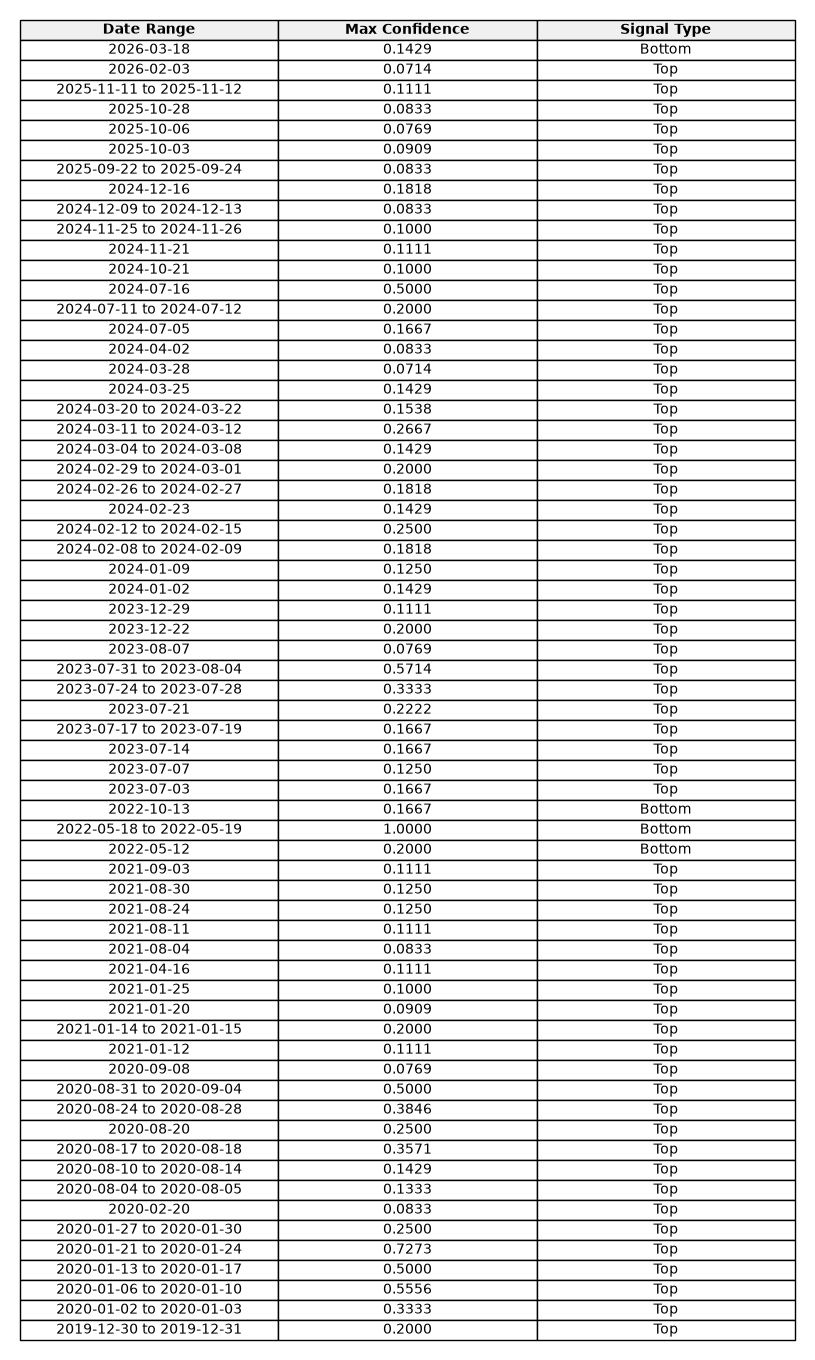 Date Range Max Confidence Signal Type
2026-03-18 0.1429 Bottom
2026-02-03 0.0714 Top
2025-11-11 to 2025-11-12 0.1111 Top
2025-10-28 0.0833 Top
2025-10-06 0.0769 Top
2025-10-03 0.0909 Top
2025-09-22 to 2025-09-24 0.0833 Top
2024-12-16 0.1818 Top
2024-12-09 to 2024-12-13 0.0833 Top
2024-11-25 to 2024-11-26 0.1000 Top
2024-11-21 0.1111 Top
2024-10-21 0.1000 Top
2024-07-16 0.5000 Top
2024-07-11 to 2024-07-12 0.2000 Top
2024-07-05 0.1667 Top
2024-04-02 0.0833 Top
2024-03-28 0.0714 Top
2024-03-25 0.1429 Top
2024-03-20 to 2024-03-22 0.1538 Top
2024-03-11 to 2024-03-12 0.2667 Top
2024-03-04 to 2024-03-08 0.1429 Top
2024-02-29 to 2024-03-01 0.2000 Top
2024-02-26 to 2024-02-27 0.1818 Top
2024-02-23 0.1429 Top
2024-02-12 to 2024-02-15 0.2500 Top
2024-02-08 to 2024-02-09 0.1818 Top
2024-01-09 0.1250 Top
2024-01-02 0.1429 Top
2023-12-29 0.1111 Top
2023-12-22 0.2000 Top
2023-08-07 0.0769 Top
2023-07-31 to 2023-08-04 0.5714 Top
2023-07-24 to 2023-07-28 0.3333 Top
2023-07-21 0.2222 Top
2023-07-17 to 2023-07-19 0.1667 Top
2023-07-14 0.1667 Top
2023-07-07 0.1250 Top
2023-07-03 0.1667 Top
2022-10-13 0.1667 Bottom
2022-05-18 to 2022-05-19 1.0000 Bottom
2022-05-12 0.2000 Bottom
2021-09-03 0.1111 Top
2021-08-30 0.1250 Top
2021-08-24 0.1250 Top
2021-08-11 0.1111 Top
2021-08-04 0.0833 Top
2021-04-16 0.1111 Top
2021-01-25 0.1000 Top
2021-01-20 0.0909 Top
2021-01-14 to 2021-01-15 0.2000 Top
2021-01-12 0.1111 Top
2020-09-08 0.0769 Top
2020-08-31 to 2020-09-04 0.5000 Top
2020-08-24 to 2020-08-28 0.3846 Top
2020-08-20 0.2500 Top
2020-08-17 to 2020-08-18 0.3571 Top
2020-08-10 to 2020-08-14 0.1429 Top
2020-08-04 to 2020-08-05 0.1333 Top
2020-02-20 0.0833 Top
2020-01-27 to 2020-01-30 0.2500 Top
2020-01-21 to 2020-01-24 0.7273 Top
2020-01-13 to 2020-01-17 0.5000 Top
2020-01-06 to 2020-01-10 0.5556 Top
2020-01-02 to 2020-01-03 0.3333 Top
2019-12-30 to 2019-12-31 0.2000 Top